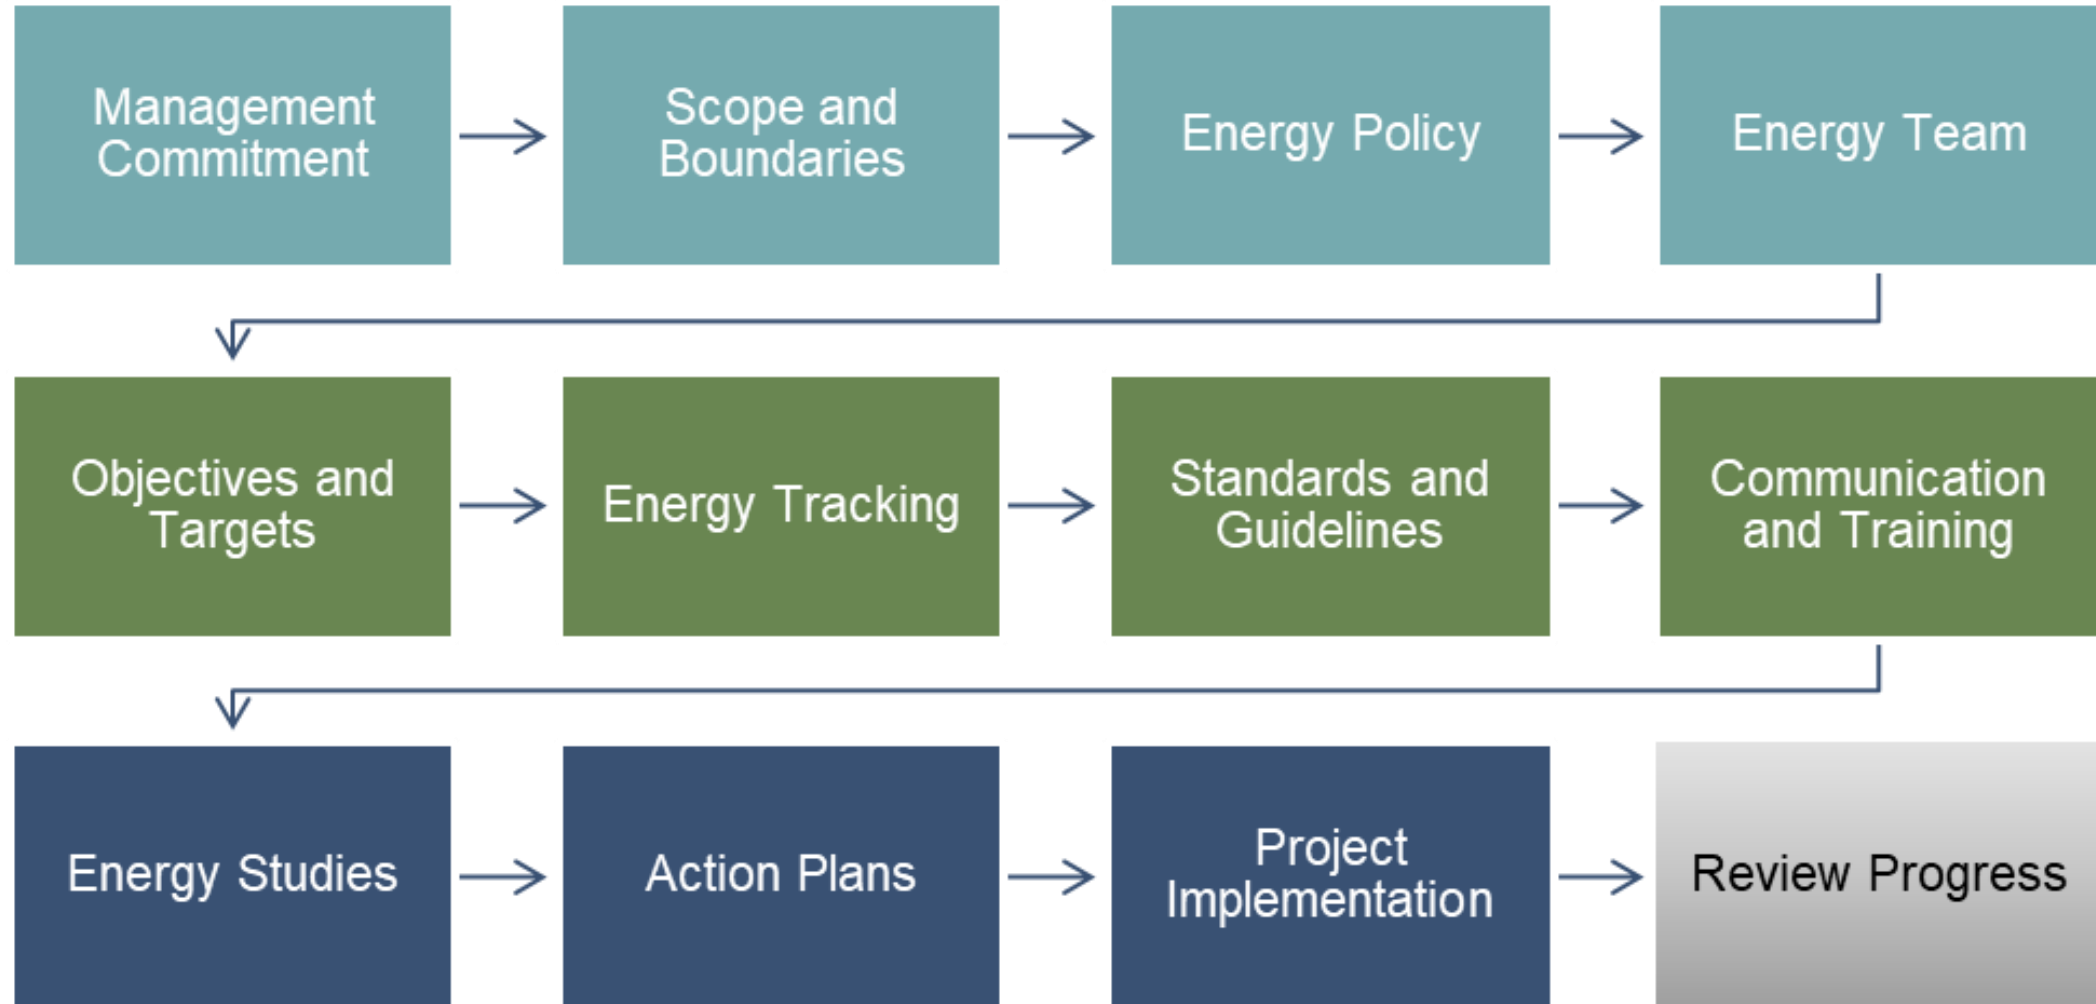 Management
Commitment
Scope and
Boundaries
Energy Policy
Energy Team
Objectives and
Targets
Energy Tracking
Standards and
Guidelines
Communication
and Training
Energy Studies
Action Plans
Project
Implementation
Review Progress